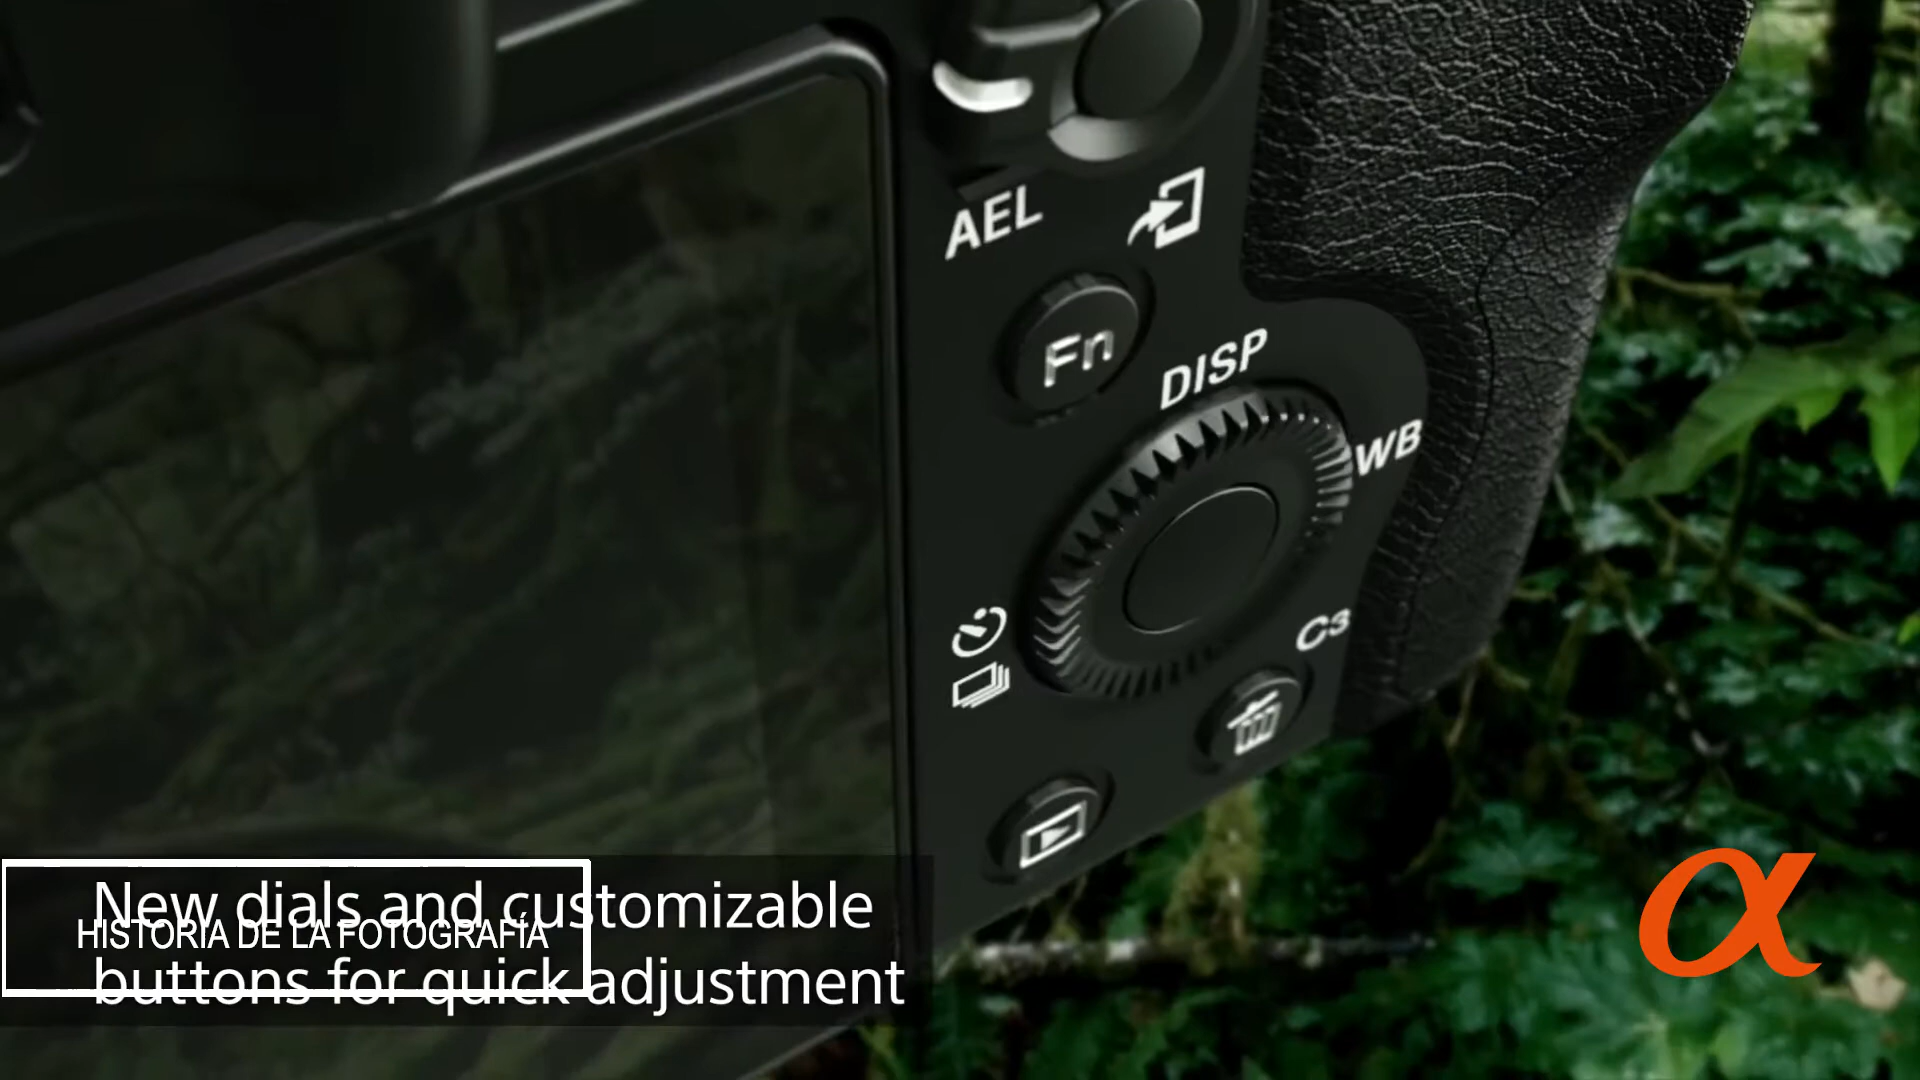 AEL
Fn
DISP
WB
C3
New dials and customizable
HISTORIA DE LA FOTOGRAFÍA
buttons for quick adjustment
α